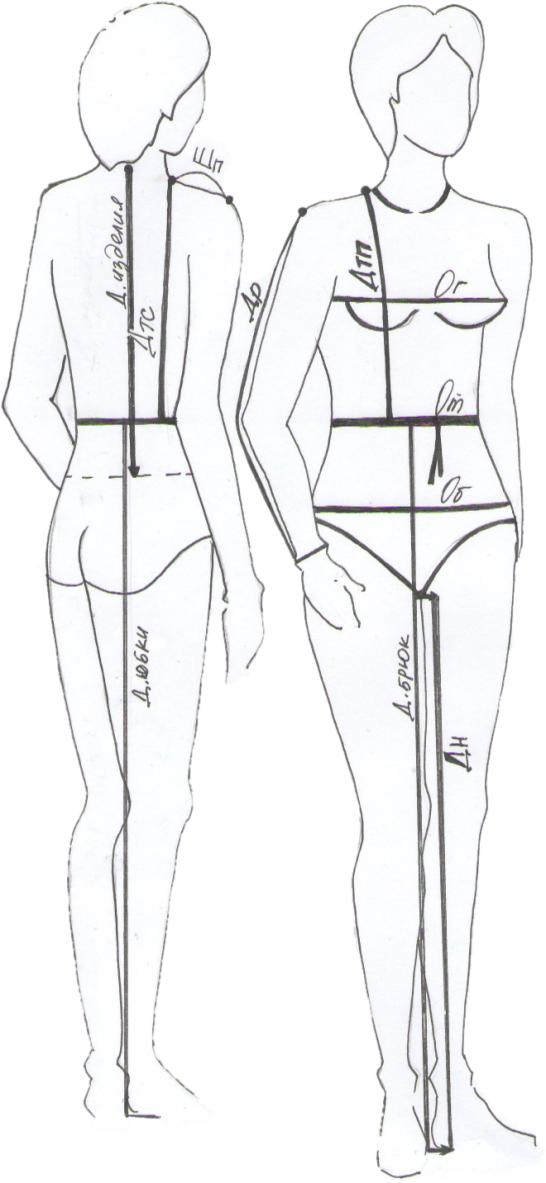 Шп
Д. изделия
Дтс
Д. юбки
Др
Дтп
Ог
От
Об
Д. брюк
Дн